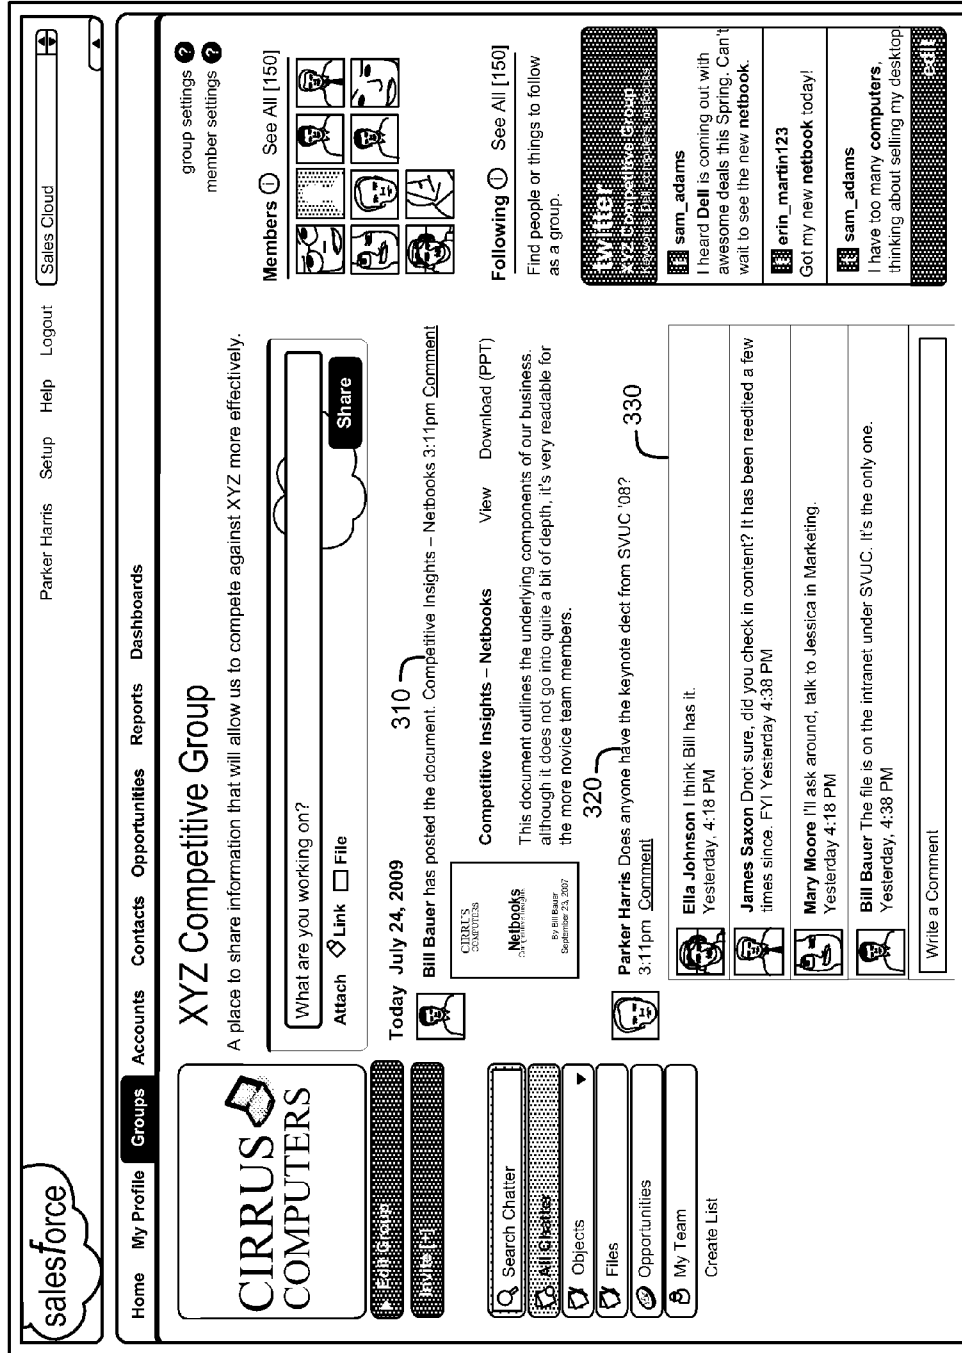 salesforce
Parker Harris Setup Help Logout Sales Cloud
Home My Profile Groups Accounts Contacts Opportunities Reports Dashboards
CIRRUS
COMPUTERS
Edit Group
Invite [+]
Search Chatter
All Chatter
Objects
Files
Opportunities
My Team
Create List
XYZ Competitive Group
A place to share information that will allow us to compete against XYZ more effectively.
What are you working on?
Attach Link File
Share
Today July 24, 2009
310
Bill Bauer has posted the document. Competitive Insights – Netbooks 3:11pm Comment
CIRRUS
COMPUTERS
Netbooks
Competitive Insights
By Bill Bauer
September 23, 2007
Competitive Insights – Netbooks View Download (PPT)
This document outlines the underlying components of our business.
although it does not go into quite a bit of depth, it's very readable for
the more novice team members.
320
Parker Harris Does anyone have the keynote dect from SVUC '08?
3:11pm Comment
330
Ella Johnson I think Bill has it.
Yesterday, 4:18 PM
James Saxon Dnot sure, did you check in content? It has been reedited a few
times since. FYI Yesterday 4:38 PM
Mary Moore I'll ask around, talk to Jessica in Marketing.
Yesterday 4:18 PM
Bill Bauer The file is on the intranet under SVUC. It's the only one.
Yesterday, 4:38 PM
Write a Comment
group settings ?
member settings ?
Members i See All [150]
Following i See All [150]
Find people or things to follow
as a group.
twitter
XYZ Competitive Group
t sam_adams
I heard Dell is coming out with
awesome deals this Spring. Can't
wait to see the new netbook.
t erin_martin123
Got my new netbook today!
t sam_adams
I have too many computers,
thinking about selling my desktop
edit